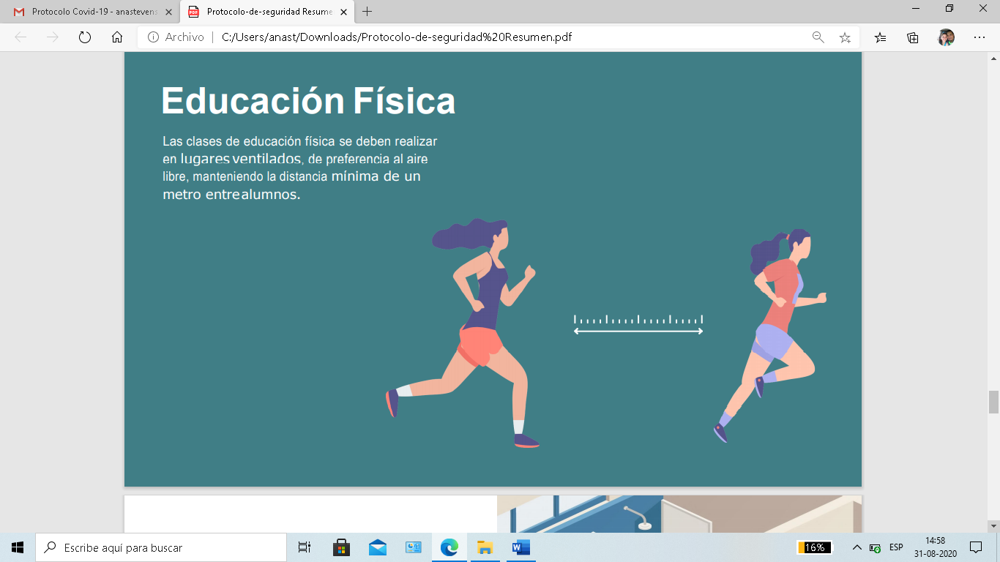 Protocolo Covid-19 - anastevens
Protocolo-de-seguridad Resume
Archivo
C:/Users/anast/Downloads/Protocolo-de-seguridad%20Resumen.pdf
Educación Física
Las clases de educación física se deben realizar
en lugares ventilados, de preferencia al aire
libre, manteniendo la distancia mínima de un
metro entre alumnos.
Escribe aquí para buscar
16%
ESP
14:58
31-08-2020